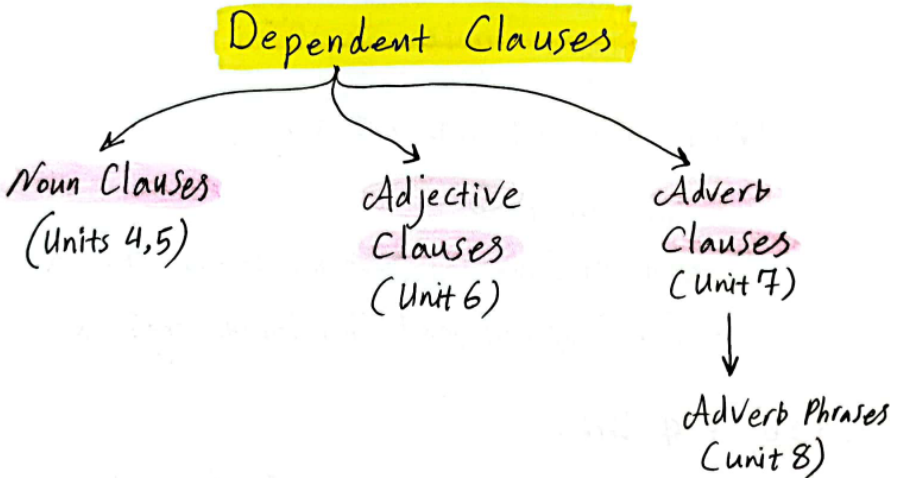 Dependent Clauses
Noun Clauses
(Units 4,5)
Adjective
Clauses
(Unit 6)
Adverb
Clauses
(Unit 7)
Adverb Phrases
(unit 8)